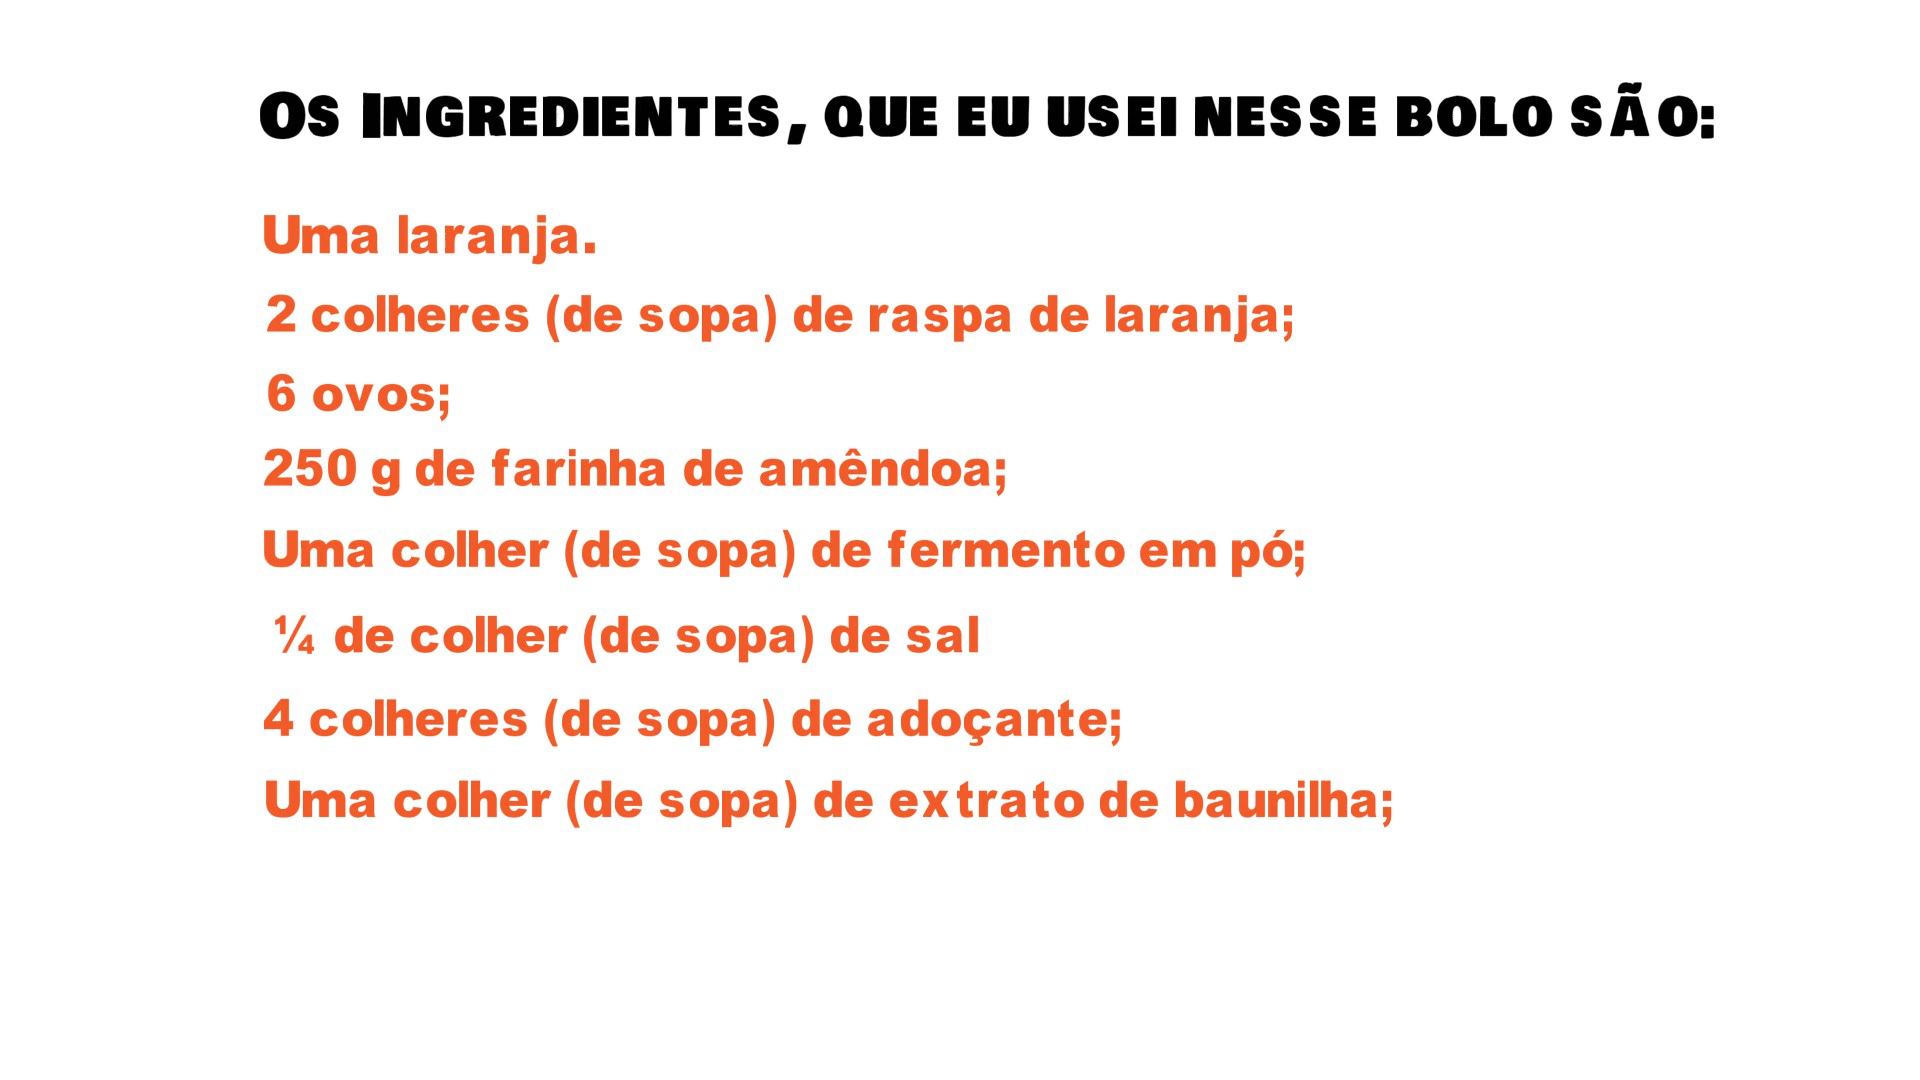 Os Ingredientes, que eu usei nesse bolo são:
Uma laranja.
2 colheres (de sopa) de raspa de laranja;
6 ovos;
250 g de farinha de amêndoa;
Uma colher (de sopa) de fermento em pó;
¼ de colher (de sopa) de sal
4 colheres (de sopa) de adoçante;
Uma colher (de sopa) de extrato de baunilha;